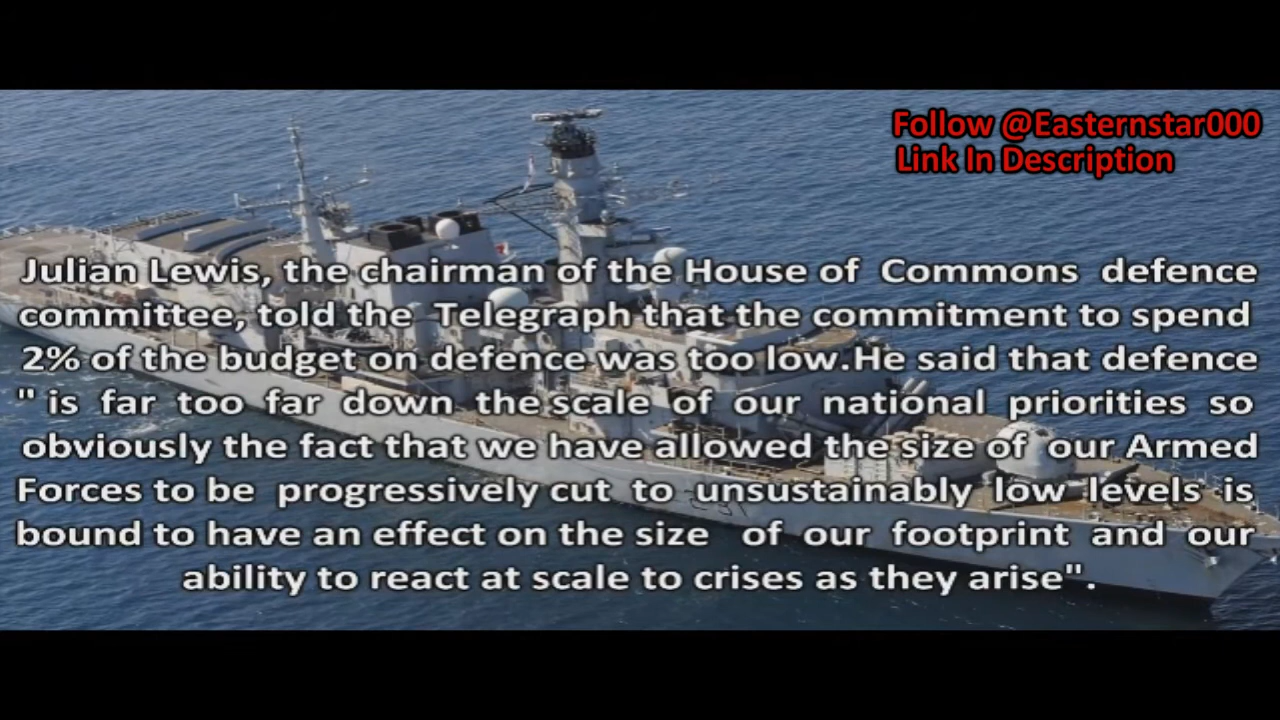 Follow @Easternstar000
Link In Description
Julian Lewis, the chairman of the House of Commons defence
committee, told the Telegraph that the commitment to spend
2% of the budget on defence was too low.He said that defence
" is far too far down the scale of our national priorities so
obviously the fact that we have allowed the size of our Armed
Forces to be progressively cut to unsustainably low levels is
bound to have an effect on the size of our footprint and our
ability to react at scale to crises as they arise".